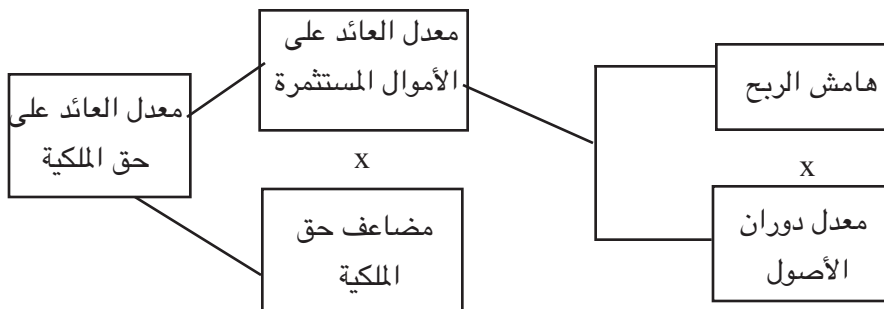 معدل العائد على
حق الملكية
معدل العائد على
الأموال المستثمرة
x
مضاعف حق
الملكية
هامش الربح
x
معدل دوران
الأصول